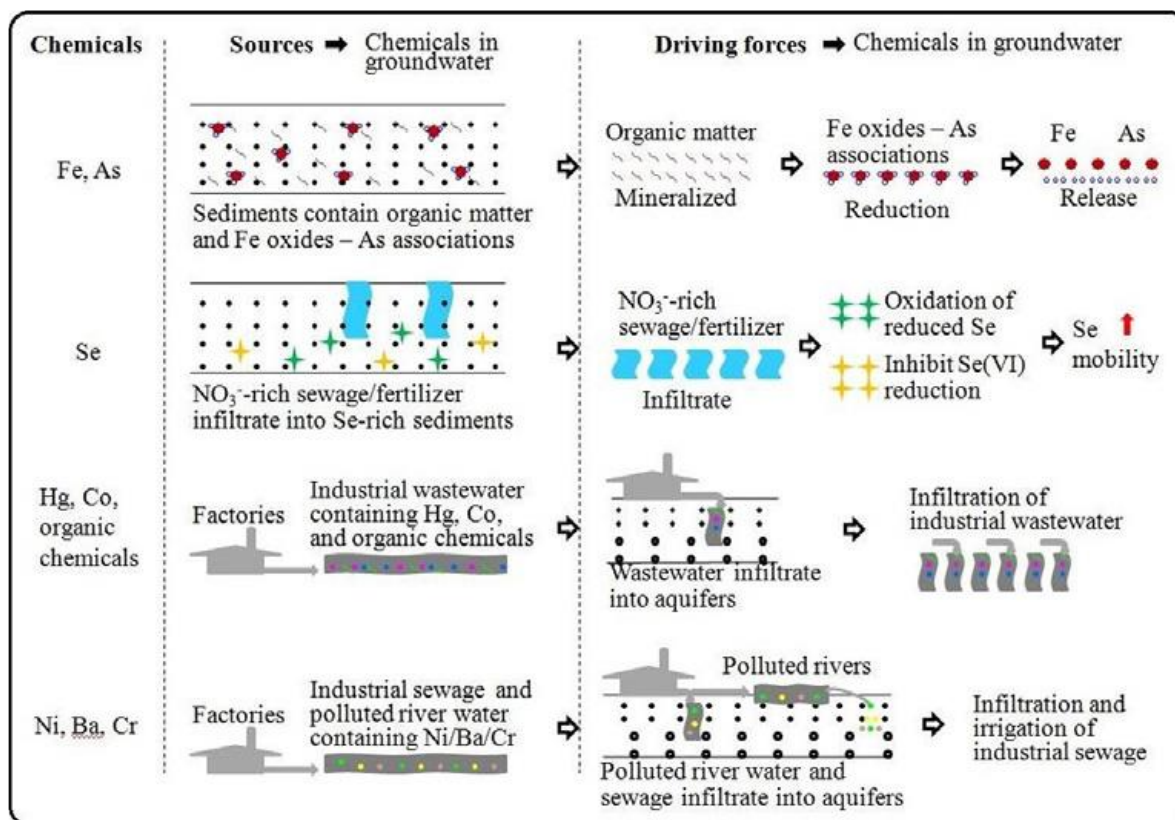 Chemicals
Sources ➡ Chemicals in
groundwater
Driving forces ➡ Chemicals in groundwater
Fe, As
Sediments contain organic matter
and Fe oxides – As associations
Organic matter
Mineralized
Fe oxides – As
associations
Reduction
Fe As
Release
Se
NO₃⁻-rich sewage/fertilizer
infiltrate into Se-rich sediments
NO₃⁻-rich
sewage/fertilizer
Infiltrate
Oxidation of
reduced Se
Inhibit Se(VI)
reduction
Se
mobility
Hg, Co,
organic
chemicals
Factories
Industrial wastewater
containing Hg, Co,
and organic chemicals
Wastewater infiltrate
into aquifers
Infiltration of
industrial wastewater
Ni, Ba, Cr
Factories
Industrial sewage and
polluted river water
containing Ni/Ba/Cr
Polluted rivers
Polluted river water and
sewage infiltrate into aquifers
Infiltration and
irrigation of
industrial sewage